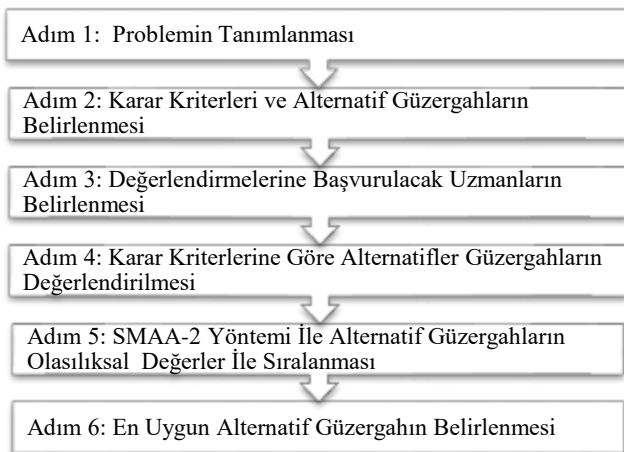 Adım 1: Problemin Tanımlanması
Adım 2: Karar Kriterleri ve Alternatif Güzergahların
Belirlenmesi
Adım 3: Değerlendirmelerine Başvurulacak Uzmanların
Belirlenmesi
Adım 4: Karar Kriterlerine Göre Alternatifler Güzergahların
Değerlendirilmesi
Adım 5: SMAA-2 Yöntemi İle Alternatif Güzergahların
Olasılıksal Değerler İle Sıralanması
Adım 6: En Uygun Alternatif Güzergahın Belirlenmesi